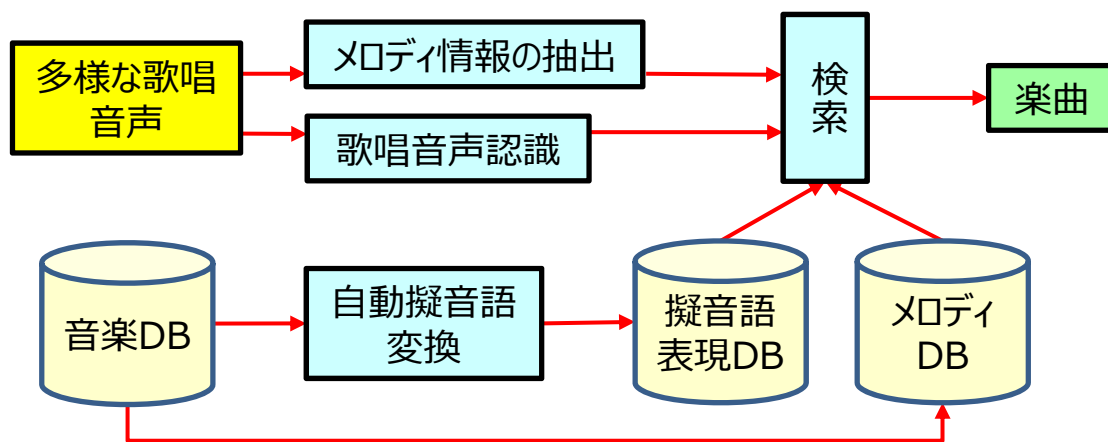 多様な歌唱
音声
メロディ情報の抽出
歌唱音声認識
検
索
楽曲
音楽DB
自動擬音語
変換
擬音語
表現DB
メロディ
DB